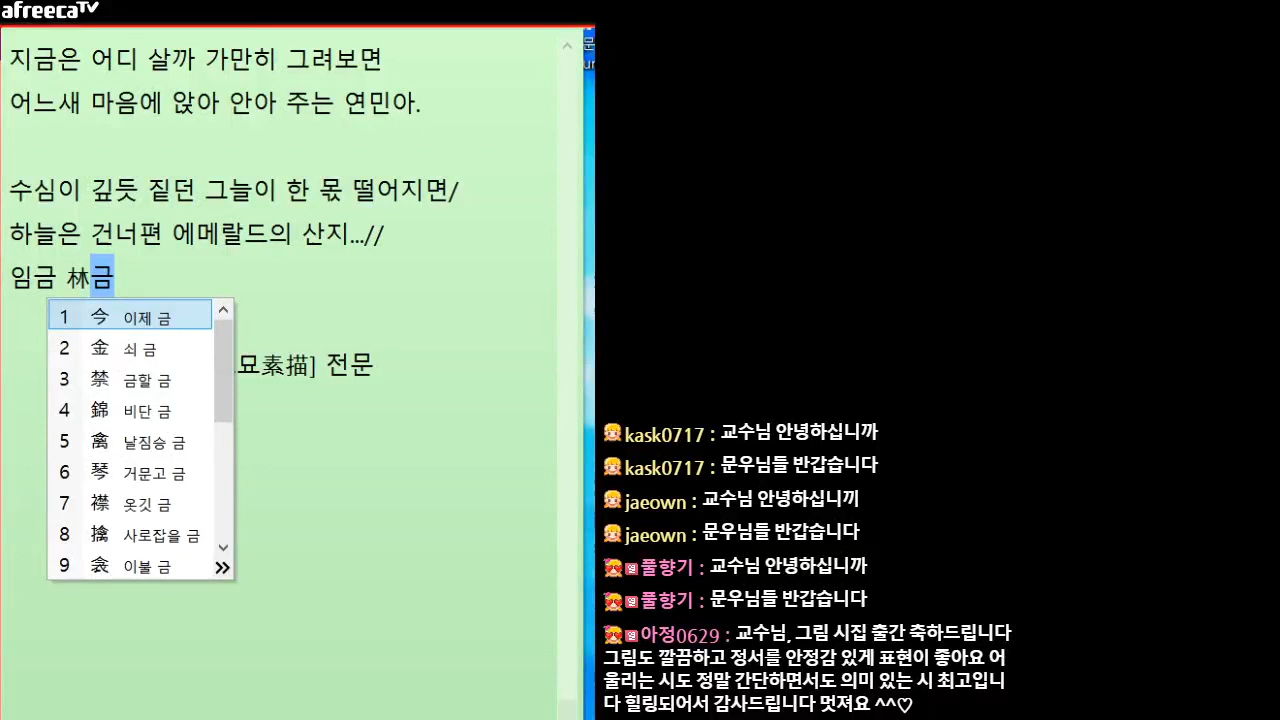 afreecaTV
지금은 어디 살까 가만히 그려보면
어느새 마음에 앉아 안아 주는 연민아.
수심이 깊듯 짙던 그늘이 한 몫 떨어지면/
하늘은 건너편 에메랄드의 산지...//
임금 林금
1 今 이제 금
2 金 쇠 금
3 禁 금할 금
4 錦 비단 금
5 禽 날짐승 금
6 琴 거문고 금
7 襟 옷깃 금
8 擒 사로잡을 금
9 衾 이불 금
묘素描] 전문
kask0717 : 교수님 안녕하십니까
kask0717 : 문우님들 반갑습니다
jaeown : 교수님 안녕하십니끼
jaeown : 문우님들 반갑습니다
풀향기 : 교수님 안녕하십니까
풀향기 : 문우님들 반갑습니다
아정0629 : 교수님, 그림 시집 출간 축하드립니다
그림도 깔끔하고 정서를 안정감 있게 표현이 좋아요 어
울리는 시도 정말 간단하면서도 의미 있는 시 최고입니
다 힐링되어서 감사드립니다 멋져요 ^^♡